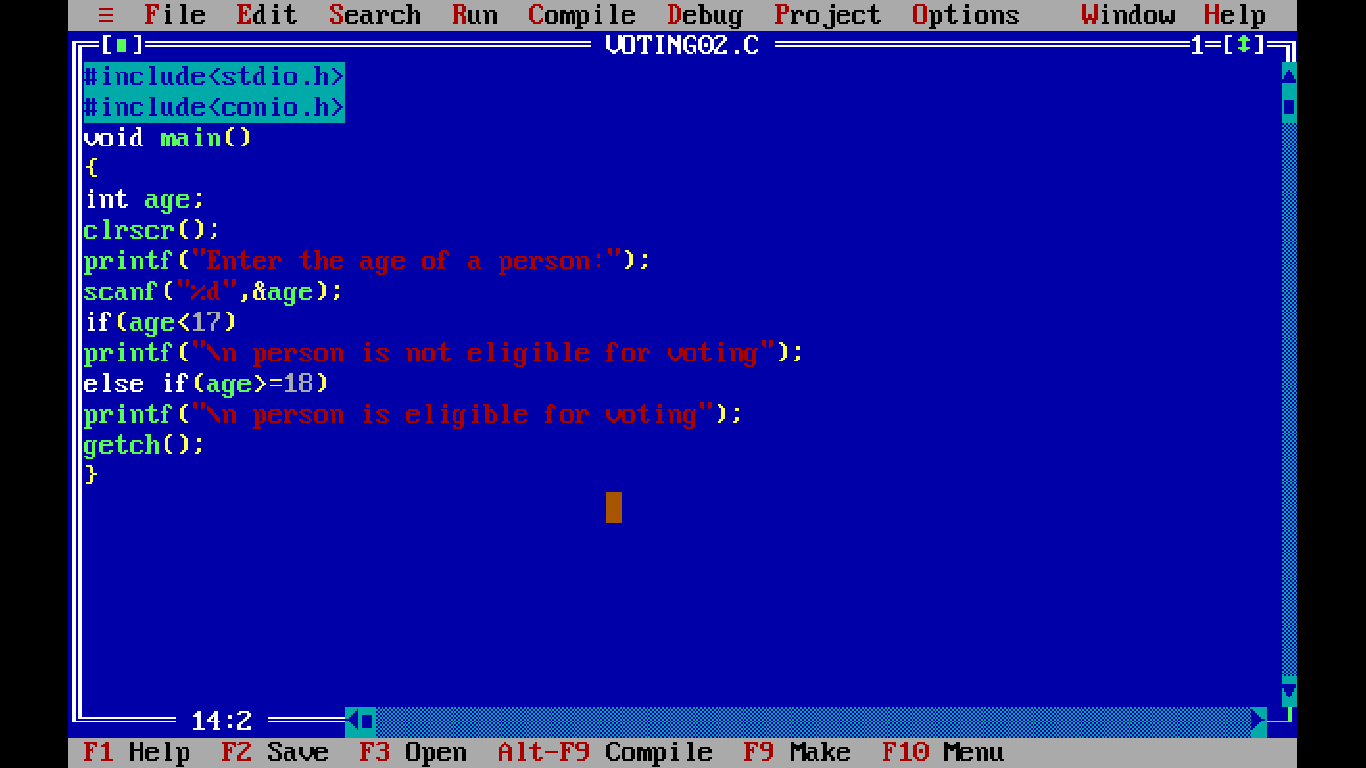 ≡ File Edit Search Run Compile Debug Project Options Window Help
[■] VOTING02.C 1=[↕]
#include<stdio.h>
#include<conio.h>
void main()
{
int age;
clrscr();
printf("Enter the age of a person:");
scanf("%d",&age);
if(age<17)
printf("\n person is not eligible for voting");
else if(age>=18)
printf("\n person is eligible for voting");
getch();
}
14:2
F1 Help F2 Save F3 Open Alt-F9 Compile F9 Make F10 Menu